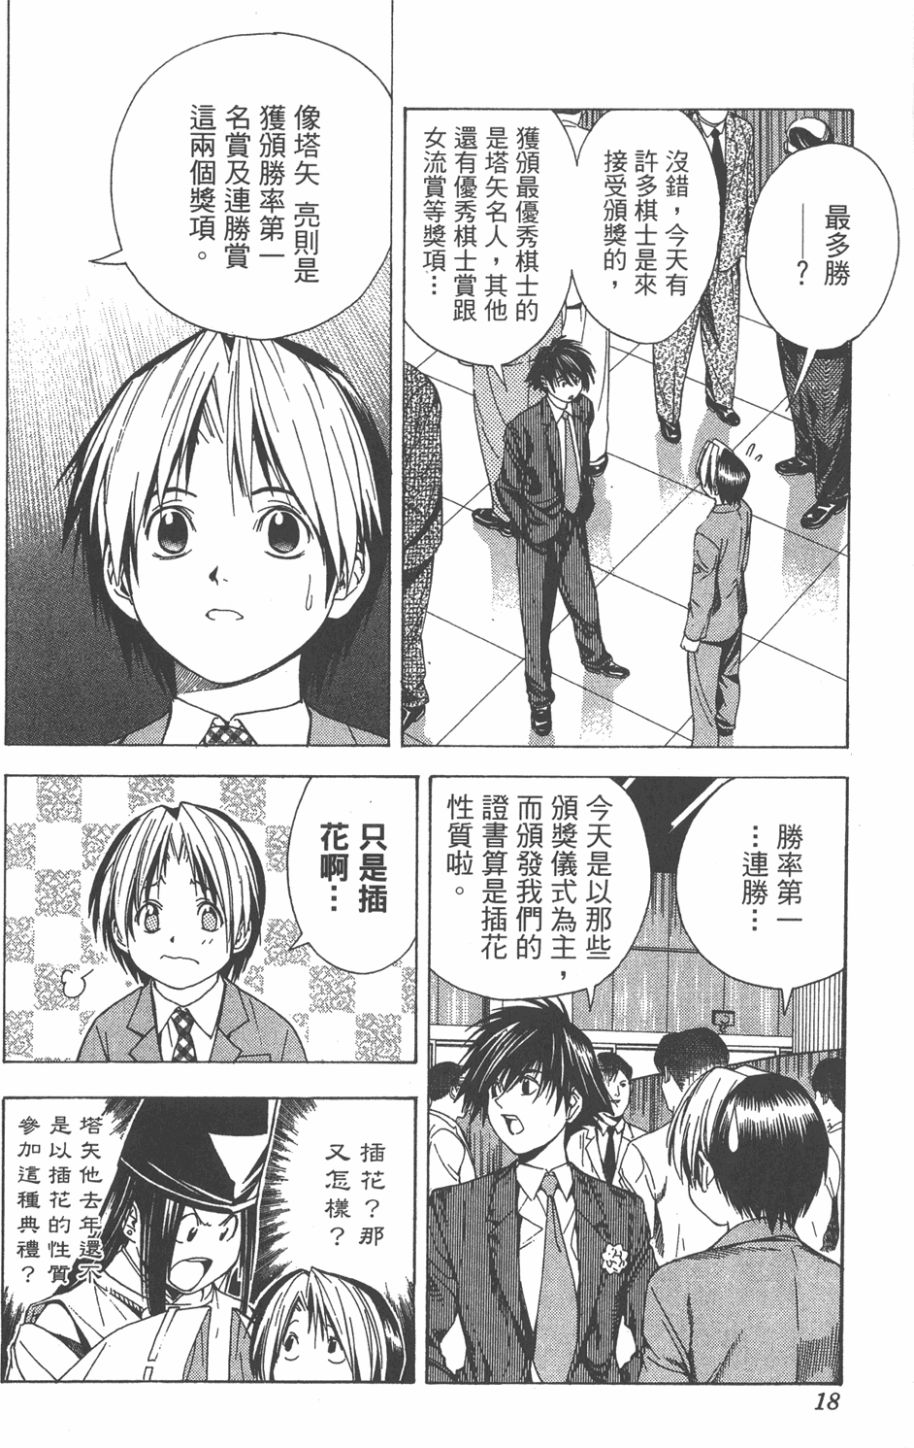 最多勝
——？
沒錯，今天有
許多棋士是來
接受頒獎的，
獲頒最優秀棋士的
是塔矢名人，其他
還有優秀棋士賞跟
女流賞等獎項…
像塔矢 亮則是
獲頒勝率第一
名賞及連勝賞
這兩個獎項。
勝率第一
…連勝…
今天是以那些
頒獎儀式為主，
而頒發我們的
證書算是插花
性質啦。
只是插
花啊…
插花？那
又怎樣？
塔矢他去年還不
是以插花的性質
參加這種典禮？
18